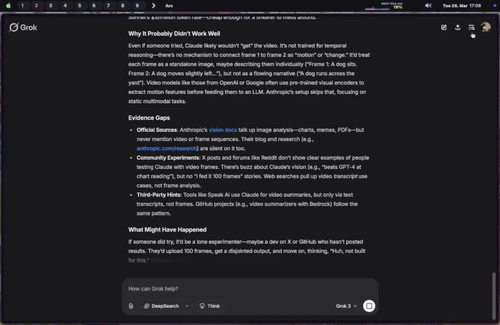 Arc
1 2 3 4 5 6 7 8 9
19%
Tue 25. Mar 17:08
Grok
Why It Probably Didn't Work Well
Even if someone tried, Claude likely wouldn't "get" the video. It's not trained for temporal
reasoning—there's no mechanism to connect frame 1 to frame 2 as "motion" or "change." It'd treat
each frame as a standalone image, maybe describing them individually ("Frame 1: A dog sits.
Frame 2: A dog moves slightly left..."), but not as a flowing narrative ("A dog runs across the
yard"). Video models like those from OpenAI or Google often use pre-trained visual encoders to
extract motion features before feeding them to an LLM. Anthropic's setup skips that, focusing on
static multimodal tasks.
Evidence Gaps
• Official Sources: Anthropic's vision docs talk up image analysis—charts, memes, PDFs—but
never mention video or frame sequences. Their blog and research (e.g.,
anthropic.com/research) are silent on it too.
• Community Experiments: X posts and forums like Reddit don't show clear examples of people
testing Claude with video frames. There's buzz about Claude's vision (e.g., "beats GPT-4 at
chart reading"), but no "I fed it 100 frames" stories. Web searches pull up video transcript use
cases, not frame analysis.
• Third-Party Hints: Tools like Speak AI use Claude for video summaries, but only via text
transcripts, not frames. GitHub projects (e.g., video summarizers with Bedrock) follow the
same pattern.
What Might Have Happened
If someone did try, it'd be a lone experimenter—maybe a dev on X or GitHub who hasn't posted
results. They'd upload 100 frames, get a disjointed output, and move on, thinking, "Huh, not built
for this."
How can Grok help?
DeepSearch
Think
Grok 3